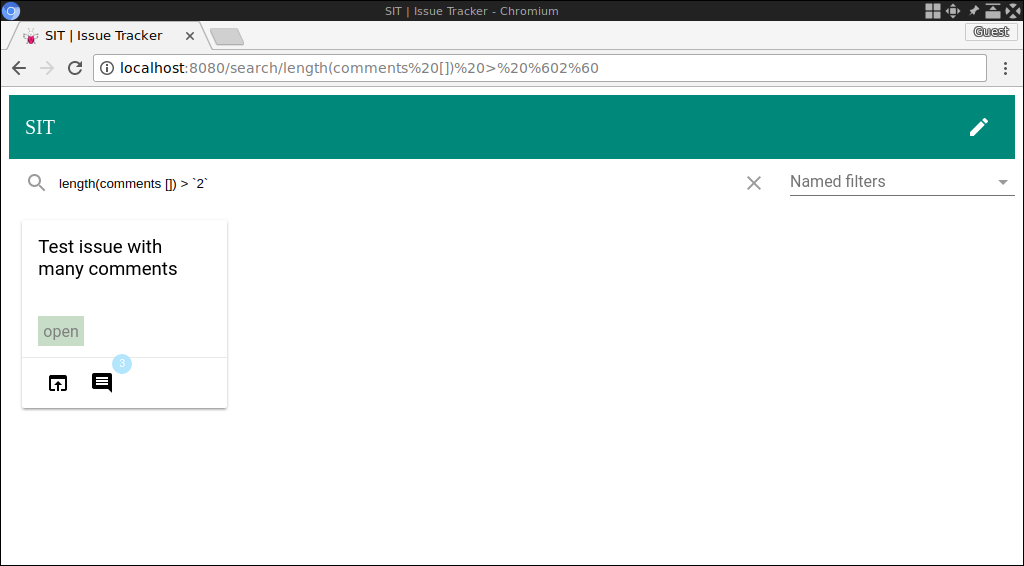 SIT | Issue Tracker - Chromium
SIT | Issue Tracker
Guest
localhost:8080/search/length(comments%20[])%20>%20%602%60
SIT
length(comments []) > `2`
Named filters
Test issue with
many comments
open
3